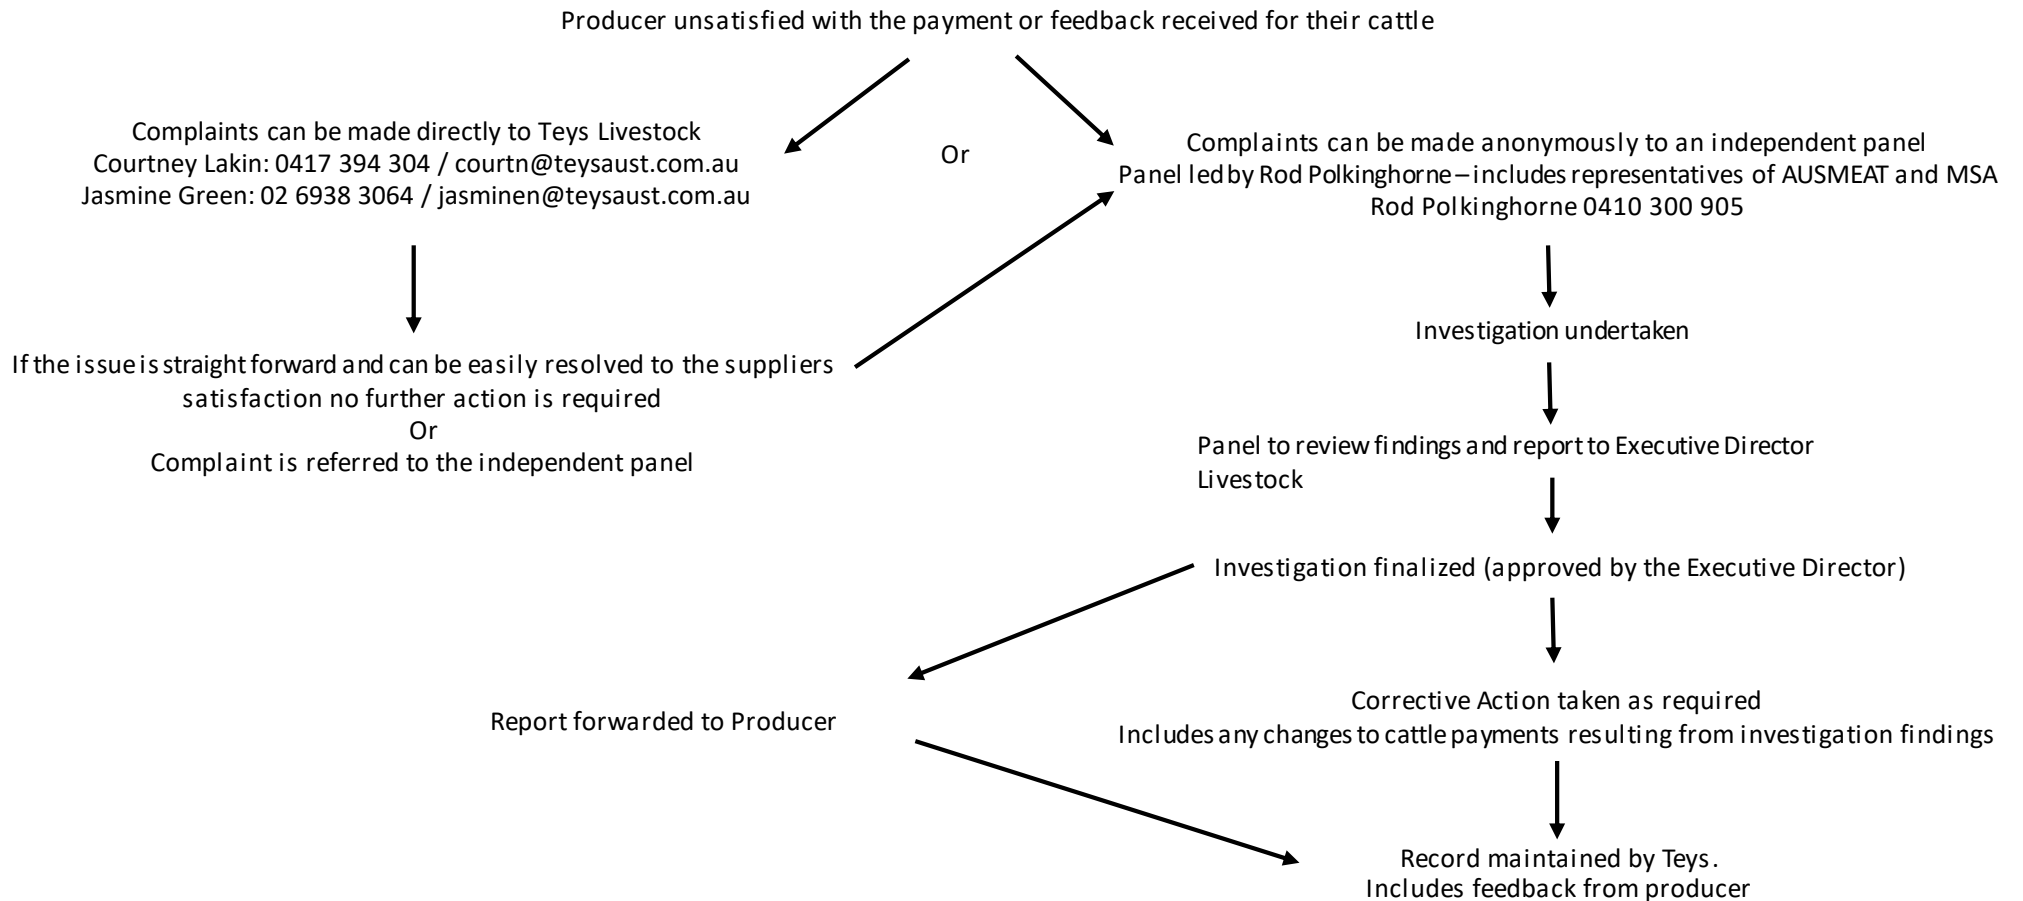 Producer unsatisfied with the payment or feedback received for their cattle
Complaints can be made directly to Teys Livestock
Courtney Lakin: 0417 394 304 / courtn@teysaust.com.au
Jasmine Green: 02 6938 3064 / jasminen@teysaust.com.au
Or
Complaints can be made anonymously to an independent panel
Panel led by Rod Polkinghorne – includes representatives of AUSMEAT and MSA
Rod Polkinghorne 0410 300 905
If the issue is straight forward and can be easily resolved to the suppliers
satisfaction no further action is required
Or
Complaint is referred to the independent panel
Investigation undertaken
Panel to review findings and report to Executive Director
Livestock
Investigation finalized (approved by the Executive Director)
Report forwarded to Producer
Corrective Action taken as required
Includes any changes to cattle payments resulting from investigation findings
Record maintained by Teys.
Includes feedback from producer